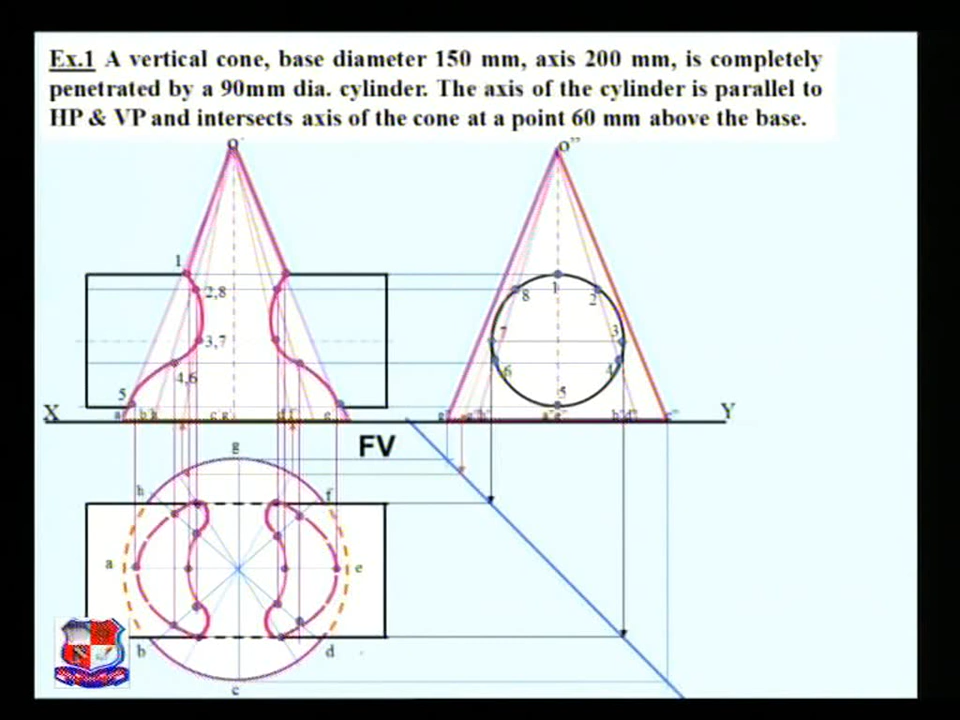 Ex.1 A vertical cone, base diameter 150 mm, axis 200 mm, is completely
penetrated by a 90mm dia. cylinder. The axis of the cylinder is parallel to
HP & VP and intersects axis of the cone at a point 60 mm above the base.
O' O"
1
2,8 8 1 2
3,7 7 3
4,6 6 4
5 5
X Y
FV
g
h f
a e
b d
c